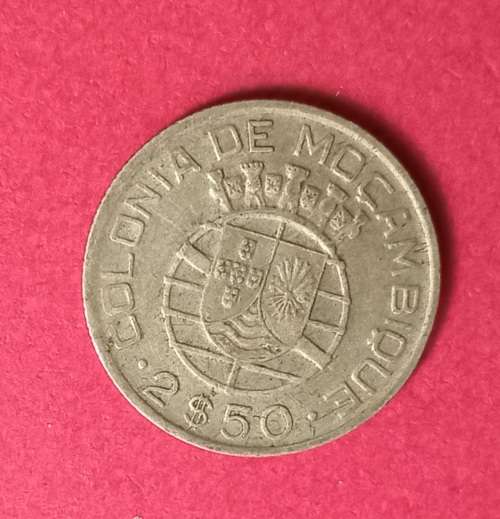 COLONIA DE MOÇAMBIQUE
· 2$50 ·